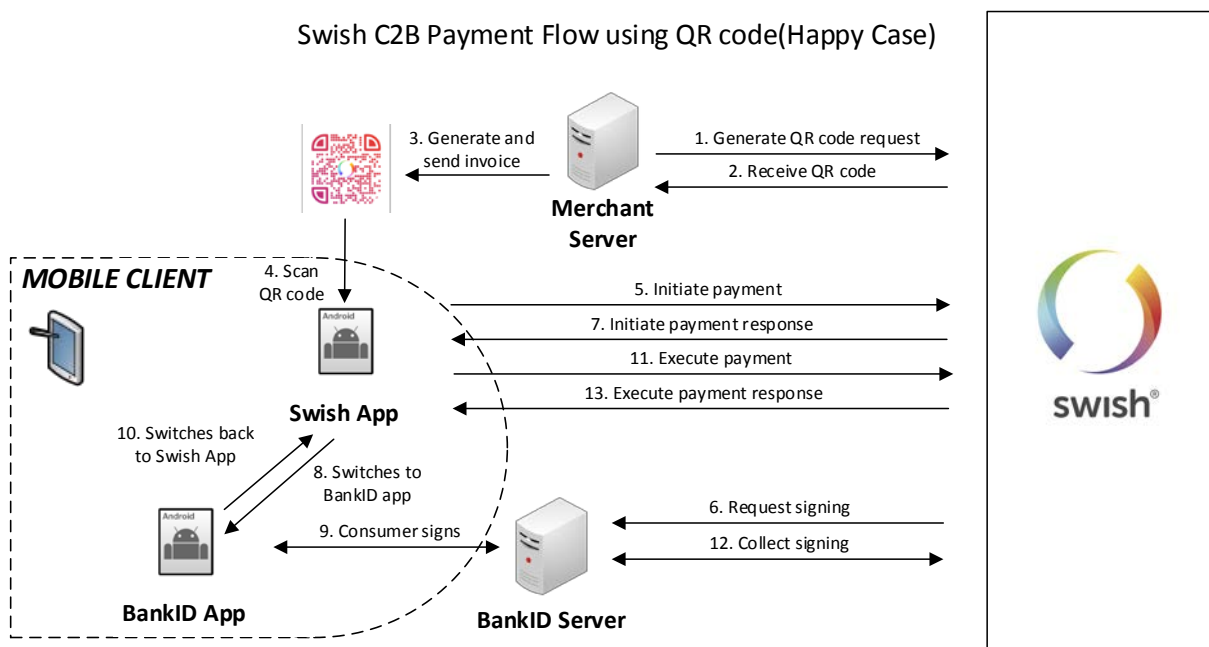 Swish C2B Payment Flow using QR code(Happy Case)
3. Generate and
send invoice
1. Generate QR code request
2. Receive QR code
Merchant
Server
MOBILE CLIENT
4. Scan
QR code
5. Initiate payment
7. Initiate payment response
11. Execute payment
13. Execute payment response
Android
Swish App
swish®
10. Switches back
to Swish App
8. Switches to
BankID app
6. Request signing
Android
9. Consumer signs
12. Collect signing
BankID App
BankID Server